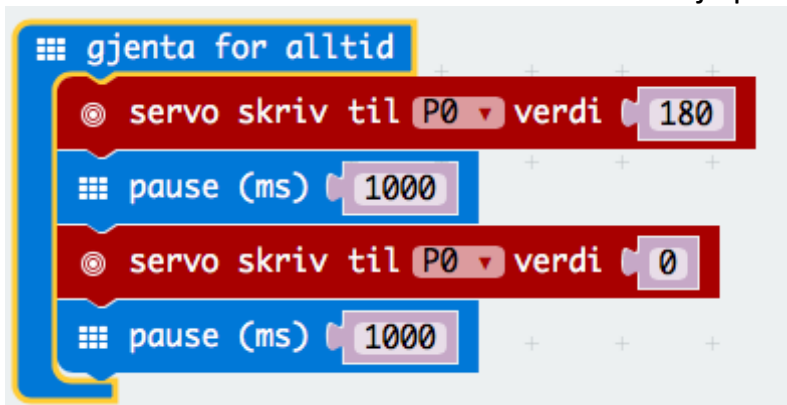 gjenta for alltid
servo skriv til P0 verdi 180
pause (ms) 1000
servo skriv til P0 verdi 0
pause (ms) 1000